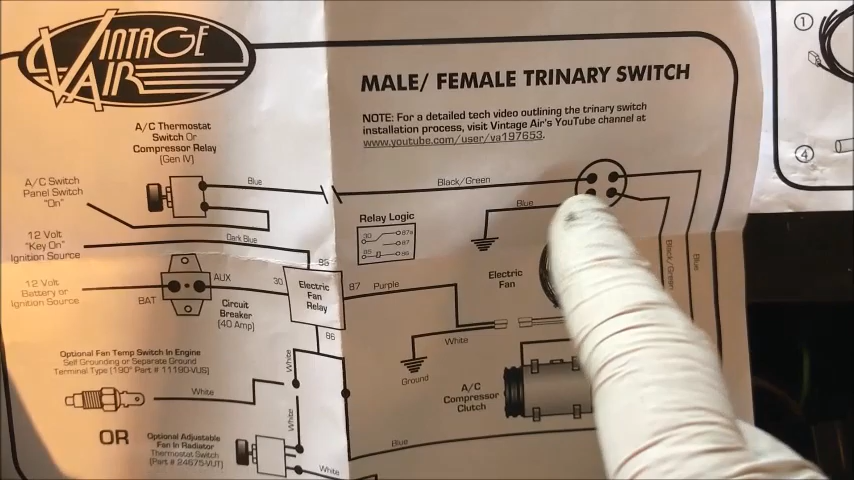 VINTAGE
AIR
MALE/ FEMALE TRINARY SWITCH
NOTE: For a detailed tech video outlining the trinary switch
installation process, visit Vintage Air's YouTube channel at
www.youtube.com/user/va197653.
A/C Thermostat
Switch Or
Compressor Relay
(Gen IV)
A/C Switch
Panel Switch
"On"
Blue
Black/Green
Blue
Relay Logic
30
87a
87
85
86
12 Volt
"Key On"
Ignition Source
Dark Blue
85
12 Volt
Battery or
Ignition Source
BAT
AUX
Circuit
Breaker
(40 Amp)
30
Electric
Fan
Relay
87
Purple
86
Electric
Fan
Black/Green
Blue
White
Ground
A/C
Compressor
Clutch
Optional Fan Temp Switch In Engine
Self Grounding or Separate Ground
Terminal Type (190° Part # 11190-VUS)
White
White
White
OR
Optional Adjustable
Fan In Radiator
Thermostat Switch
(Part # 24675-VUT)
White
Blue
1
4